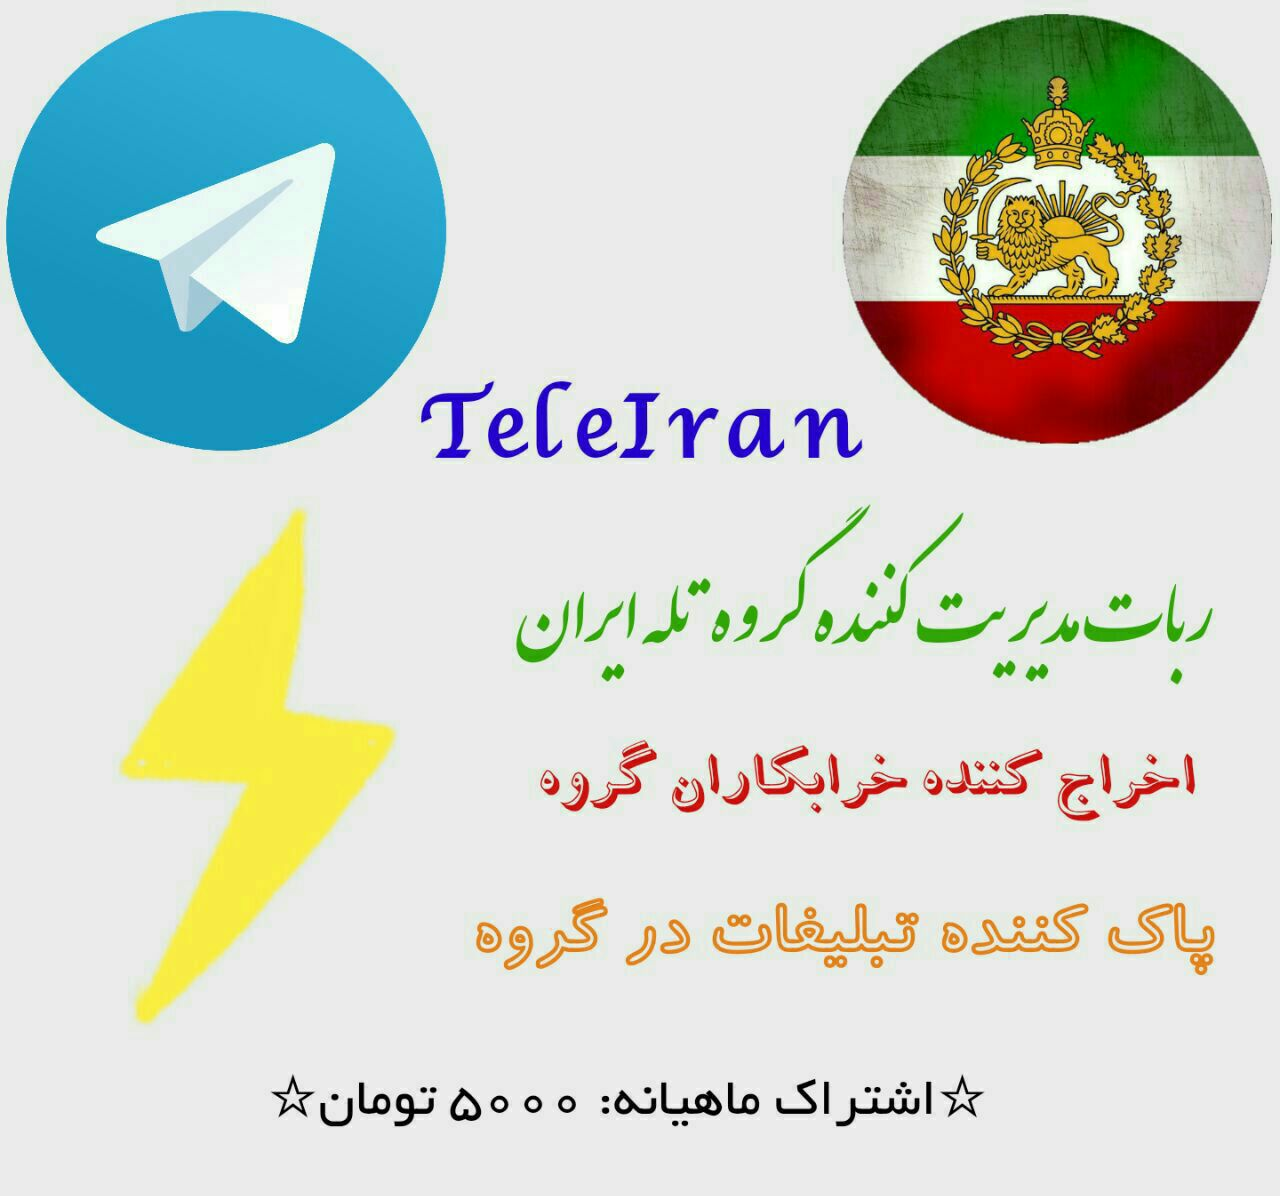 TeleIran
ربات مدیریت کننده گروه تله ایران
اخراج کننده خرابکاران گروه
پاک کننده تبلیغات در گروه
☆اشتراک ماهیانه: ۵۰۰۰ تومان☆